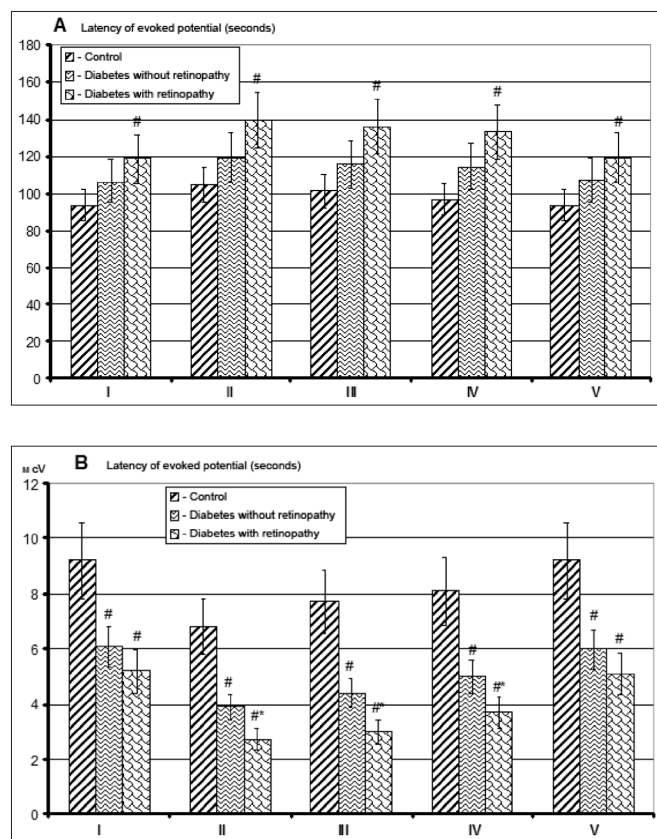 A Latency of evoked potential (seconds)
180
- Control
- Diabetes without retinopathy
- Diabetes with retinopathy
160
140
120
100
80
60
40
20
0
# # # # #
I II III IV V
B Latency of evoked potential (seconds)
м cV
12
- Control
- Diabetes without retinopathy
- Diabetes with retinopathy
10
8
6
4
2
0
# # # #* # #* # #* # #
I II III IV V